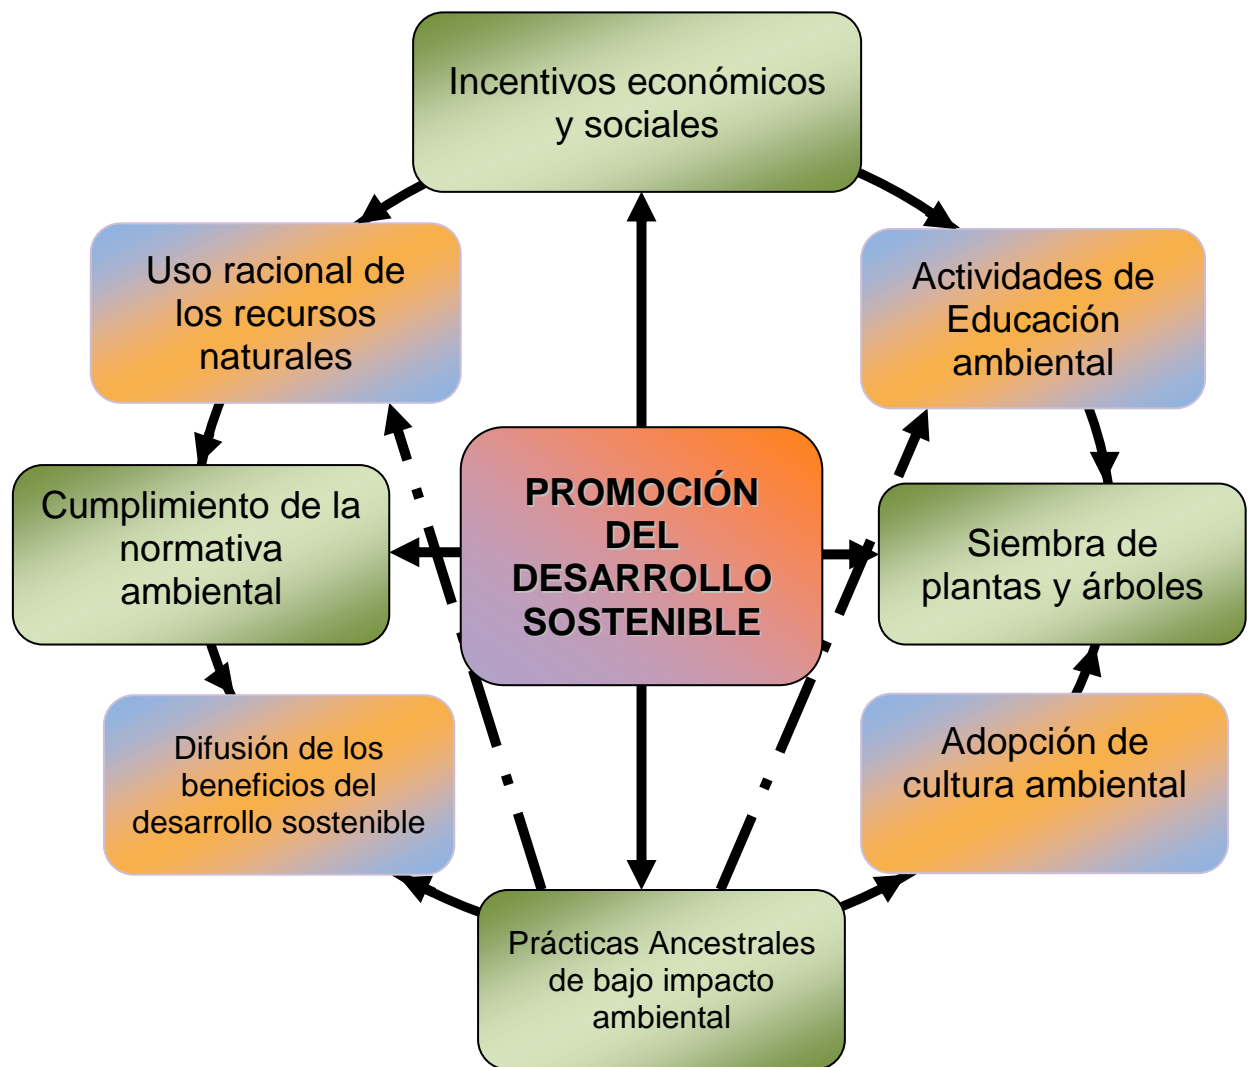 Incentivos económicos
y sociales
Uso racional de
los recursos
naturales
Actividades de
Educación
ambiental
Cumplimiento de la
normativa
ambiental
PROMOCIÓN
DEL
DESARROLLO
SOSTENIBLE
Siembra de
plantas y árboles
Difusión de los
beneficios del
desarrollo sostenible
Adopción de
cultura ambiental
Prácticas Ancestrales
de bajo impacto
ambiental